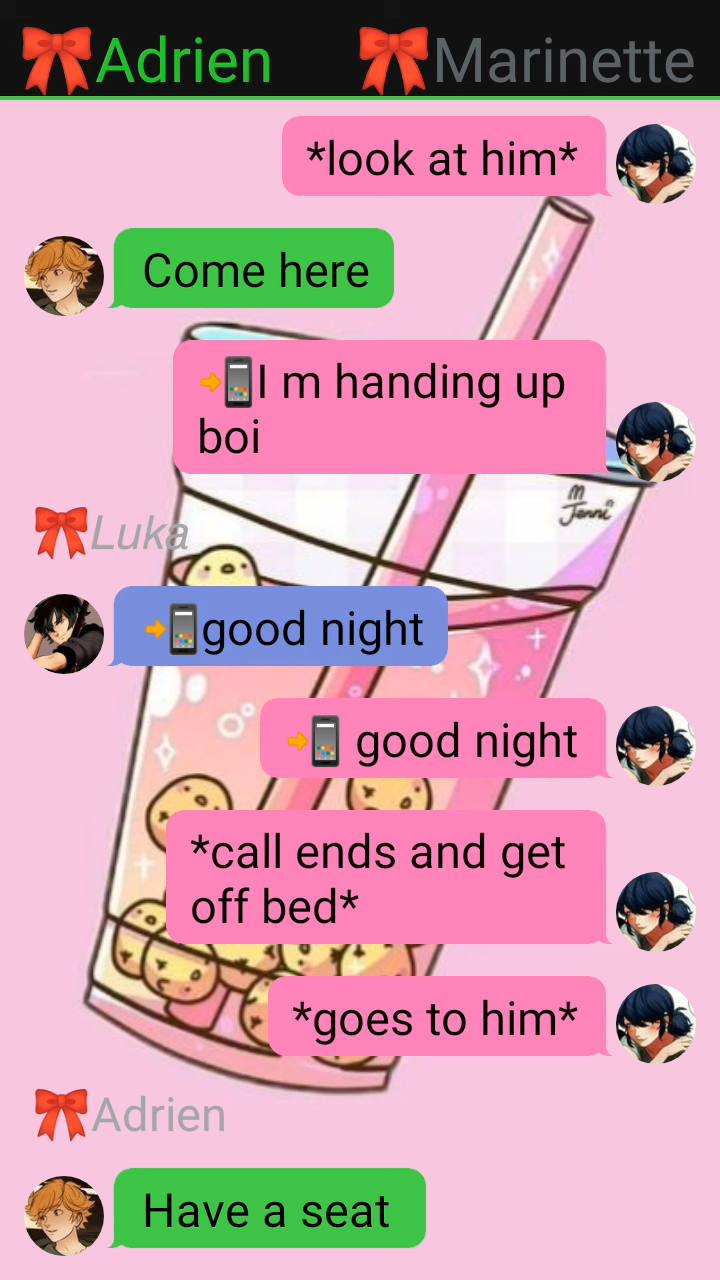 🎀Adrien 🎀Marinette
*look at him*
Come here
➡📱I m handing up
boi
🎀Luka
➡📱good night
➡📱 good night
*call ends and get
off bed*
*goes to him*
🎀Adrien
Have a seat
m
Jenni